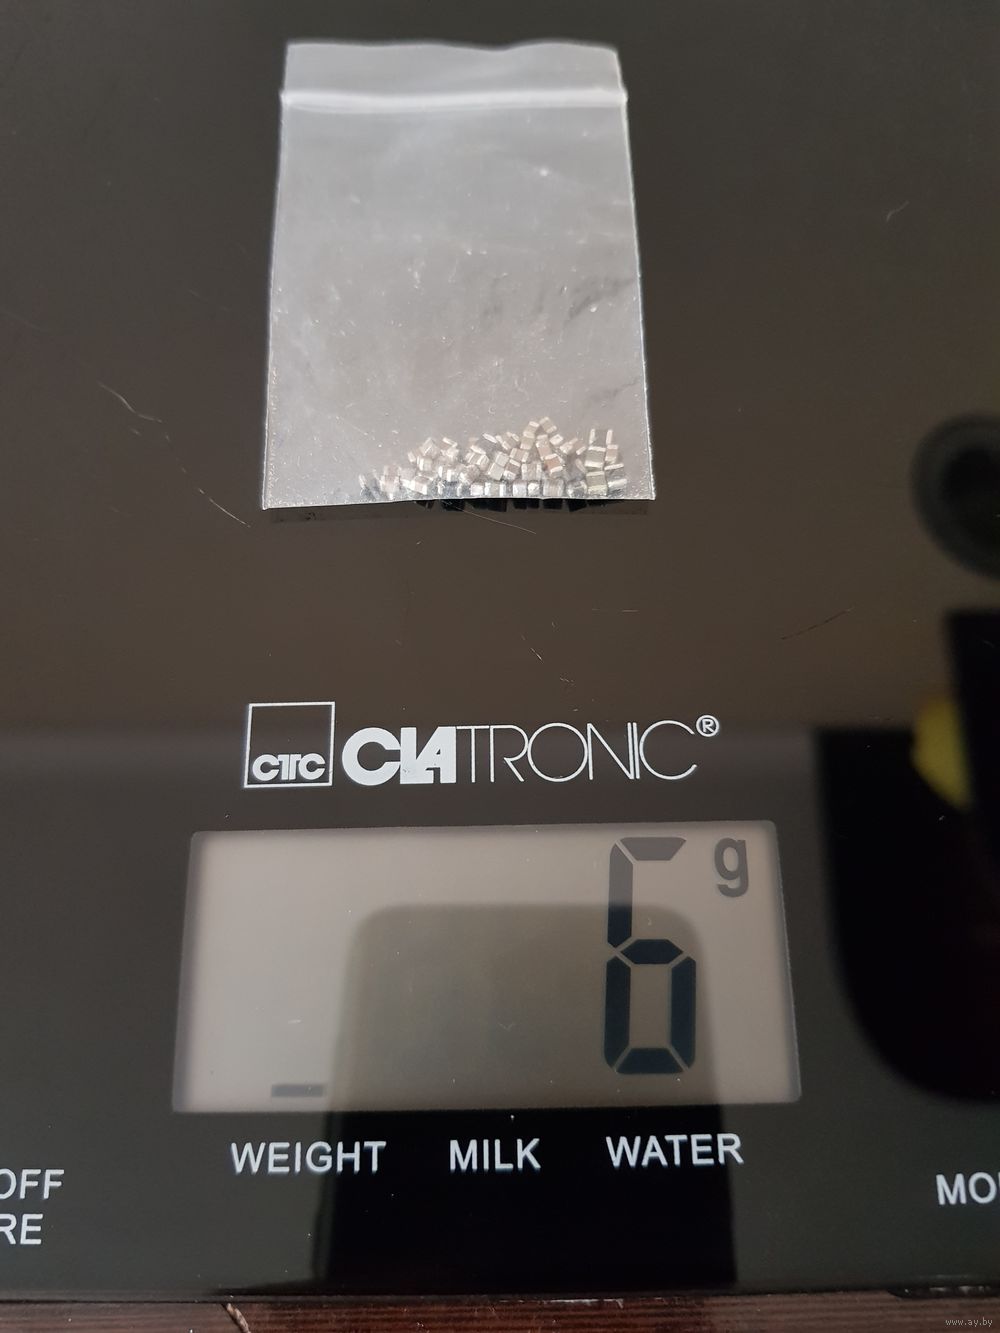 CTC CLATRONIC®
6 g
WEIGHT MILK WATER
OFF
RE
MO
www.ay.by